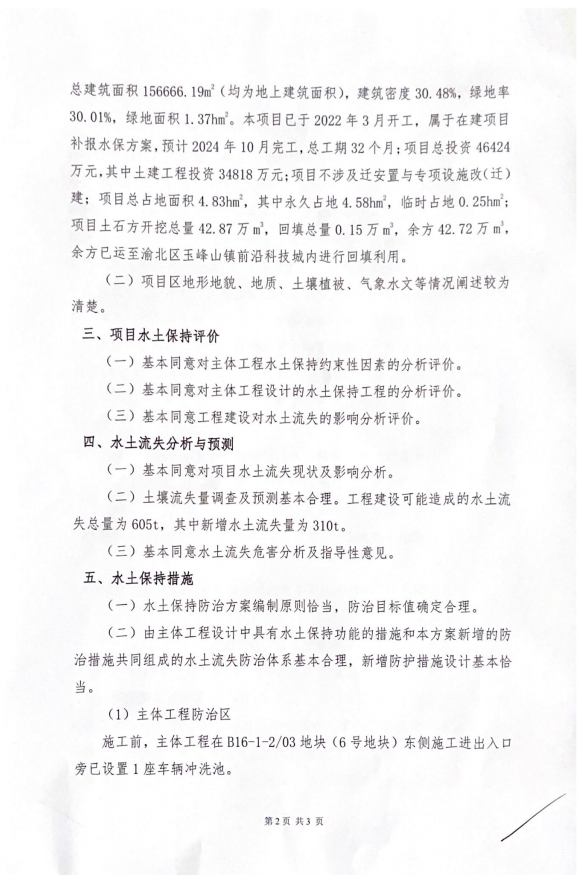 总建筑面积 156666.19㎡（均为地上建筑面积），建筑密度 30.48%，绿地率
30.01%，绿地面积 1.37h㎡。本项目已于 2022 年 3 月开工，属于在建项目
补报水保方案，预计 2024 年 10 月完工，总工期 32 个月；项目总投资 46424
万元，其中土建工程投资 34818 万元；项目不涉及迁安置与专项设施改（迁）
建；项目总占地面积 4.83h㎡，其中永久占地 4.58h㎡，临时占地 0.25h㎡；
项目土石方开挖总量 42.87 万 m³，回填总量 0.15 万 m³，余方 42.72 万 m³，
余方已运至渝北区玉峰山镇前沿科技城内进行回填利用。
（二）项目区地形地貌、地质、土壤植被、气象水文等情况阐述较为
清楚。
三、项目水土保持评价
（一）基本同意对主体工程水土保持约束性因素的分析评价。
（二）基本同意对主体工程设计的水土保持工程的分析评价。
（三）基本同意工程建设对水土流失的影响分析评价。
四、水土流失分析与预测
（一）基本同意对项目水土流失现状及影响分析。
（二）土壤流失量调查及预测基本合理。工程建设可能造成的水土流
失总量为 605t，其中新增水土流失量为 310t。
（三）基本同意水土流失危害分析及指导性意见。
五、水土保持措施
（一）水土保持防治方案编制原则恰当，防治目标值确定合理。
（二）由主体工程设计中具有水土保持功能的措施和本方案新增的防
治措施共同组成的水土流失防治体系基本合理，新增防护措施设计基本恰
当。
（1）主体工程防治区
施工前，主体工程在 B16-1-2/03 地块（6 号地块）东侧施工进出入口
旁已设置 1 座车辆冲洗池。
第 2 页 共 3 页